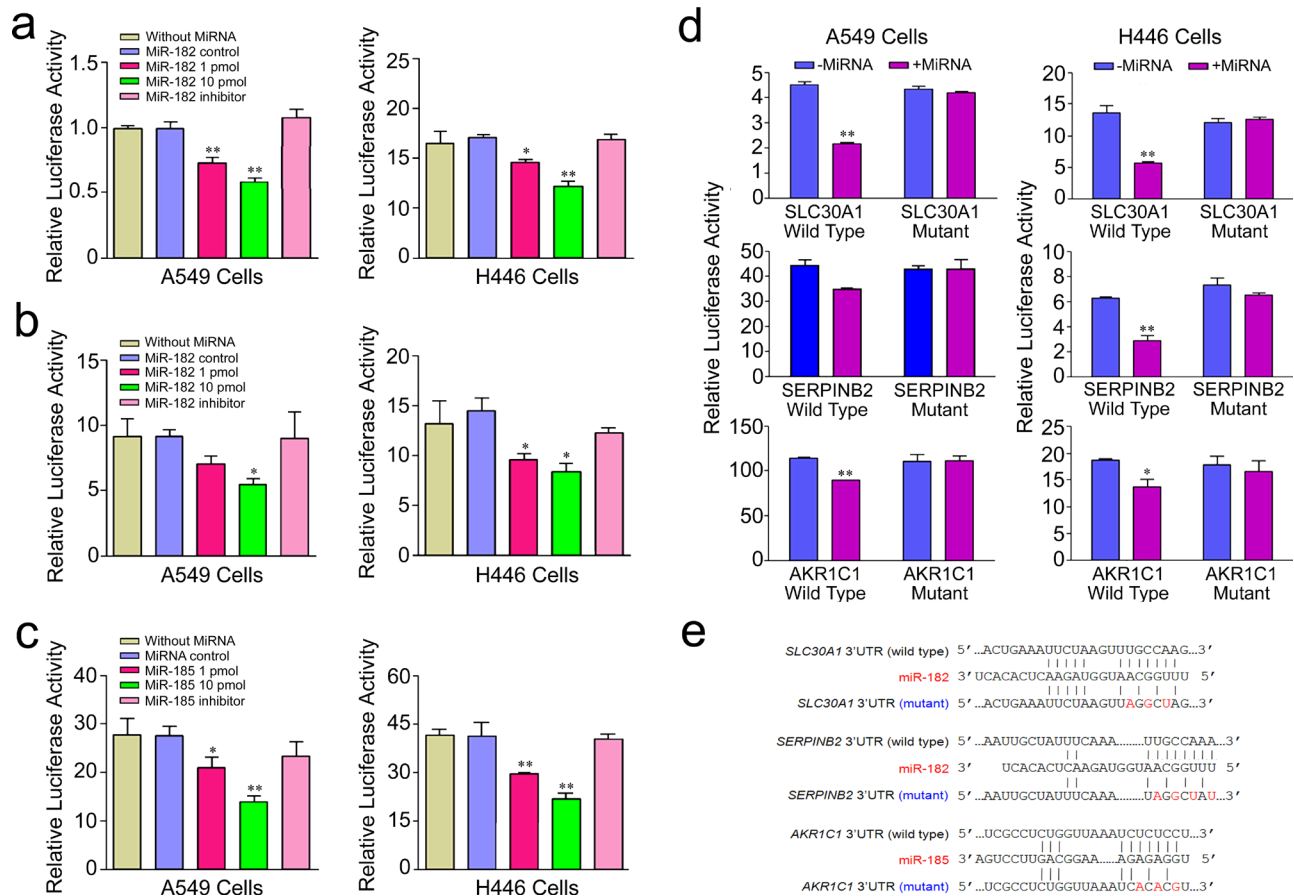 a
Relative Luciferase Activity
1.5
1.0
0.5
0
Without MiRNA
MiR-182 control
MiR-182 1 pmol
MiR-182 10 pmol
MiR-182 inhibitor
**
**
A549 Cells
Relative Luciferase Activity
25
20
15
10
15
10
0
*
**
H446 Cells
b
Relative Luciferase Activity
15
10
5
0
Without MiRNA
MiR-182 control
MiR-182 1 pmol
MiR-182 10 pmol
MiR-182 inhibitor
*
A549 Cells
Relative Luciferase Activity
20
15
10
5
0
*
*
H446 Cells
c
Relative Luciferase Activity
40
30
20
10
0
Without MiRNA
MiRNA control
MiR-185 1 pmol
MiR-185 10 pmol
MiR-185 inhibitor
*
**
A549 Cells
Relative Luciferase Activity
60
45
30
15
0
**
**
H446 Cells
d
A549 Cells
-MiRNA +MiRNA
Relative Luciferase Activity
5
4
3
2
1
0
**
SLC30A1 SLC30A1
Wild Type Mutant
50
40
30
20
10
0
SERPINB2 SERPINB2
Wild Type Mutant
150
100
50
0
**
AKR1C1 AKR1C1
Wild Type Mutant
H446 Cells
-MiRNA +MiRNA
Relative Luciferase Activity
20
15
10
5
0
**
SLC30A1 SLC30A1
Wild Type Mutant
10
8
6
4
2
0
**
SERPINB2 SERPINB2
Wild Type Mutant
25
20
15
10
5
0
*
AKR1C1 AKR1C1
Wild Type Mutant
e
SLC30A1 3′UTR (wild type) 5′…ACTGAAAUUCUAAGUUUGCCAAG…3′
miR-182 3′UCACACUCAAGAUGGUAACGGUUU 5′
SLC30A1 3′UTR (mutant) 5′…ACTGAAAUUCUAAGUUAGGCUAG…3′
SERPINB2 3′UTR (wild type) 5′…AAUUGCUAUUUCAAA………UUGCCAAA…3′
miR-182 3′ UCACACUCAAGAUGGUAACGGUUU 5′
SERPINB2 3′UTR (mutant) 5′…AAUUGCUAUUUCAAA………UAGGCUAU…3′
AKR1C1 3′UTR (wild type) 5′…UCGCCUCUGGUUAAAUCUCUCCU…3′
miR-185 3′AGUCCUUGACGGAA……AGAGAGGU 5′
AKR1C1 3′UTR (mutant) 5′…UCGCCUCUGGUUAAAUCACACGU…3′